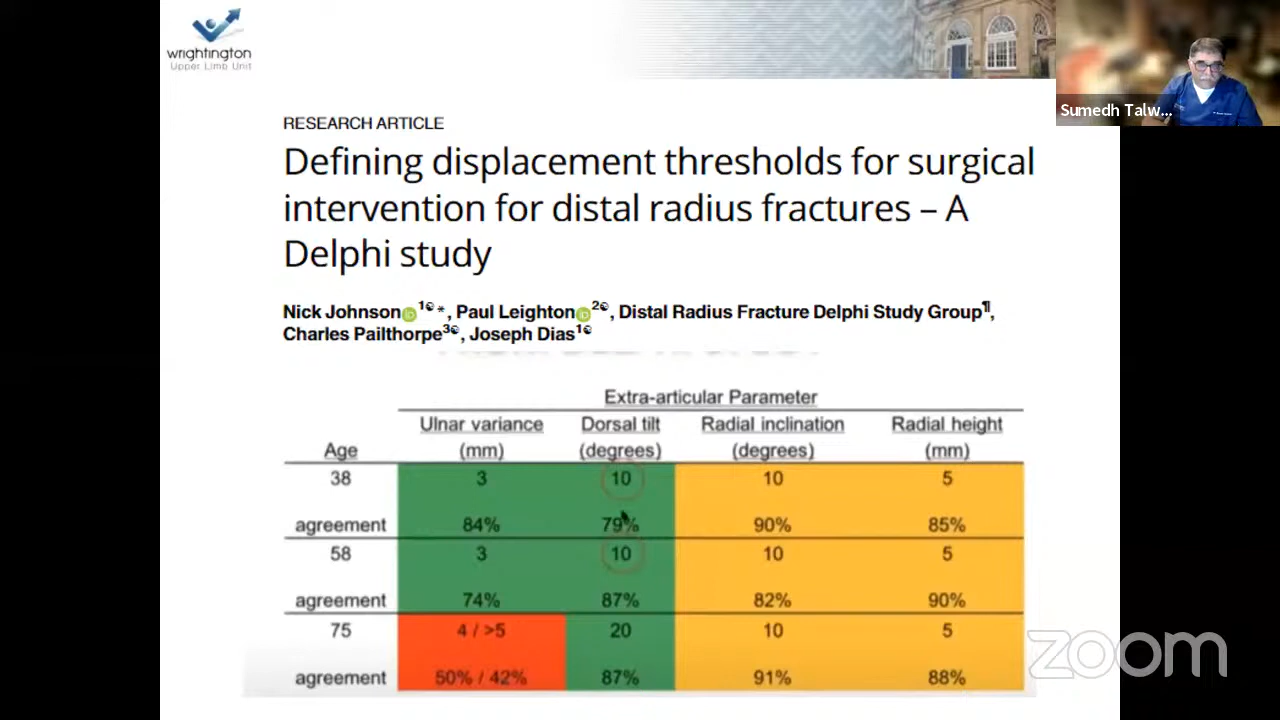 wrightington
Upper Limb Unit
Sumedh Talw...
RESEARCH ARTICLE
Defining displacement thresholds for surgical
intervention for distal radius fractures – A
Delphi study
Nick Johnson 1*, Paul Leighton 2, Distal Radius Fracture Delphi Study Group¶,
Charles Pailthorpe3, Joseph Dias1
Extra-articular Parameter
Ulnar variance Dorsal tilt Radial inclination Radial height
Age (mm) (degrees) (degrees) (mm)
38 3 10 10 5
agreement 84% 79% 90% 85%
58 3 10 10 5
agreement 74% 87% 82% 90%
75 4 / >5 20 10 5
agreement 50% / 42% 87% 91% 88%
zoom